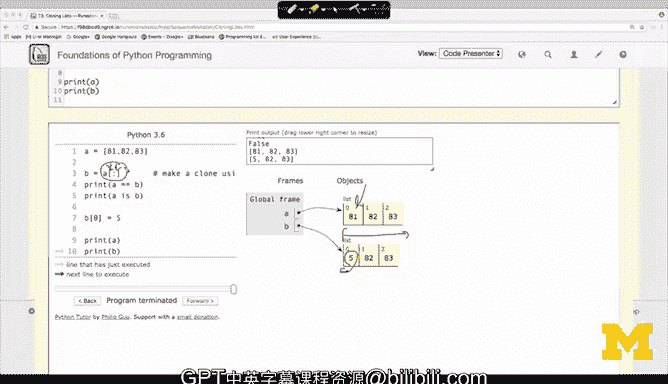 18. Cloning Lists — Runestone
Foundations of Python Programming
View:
Code Presenter
8
9 print(a)
10 print(b)
11
Python 3.6
1 a = [81,82,83]
2
3 b = a[:] # make a clone usi
4 print(a == b)
5 print(a is b)
6
7 b[0] = 5
8
9 print(a)
10 print(b)
line that has just executed
next line to execute
< Back
Program terminated
Forward >
Python Tutor by Philip Guo. Support with a small donation.
Print output (drag lower right corner to resize)
False
[81, 82, 83]
[5, 82, 83]
Frames
Objects
Global frame
a
b
list
0 1 2
81 82 83
list
0 1 2
5 82 83
M
GPT中英字幕课程资源@bilibili.com